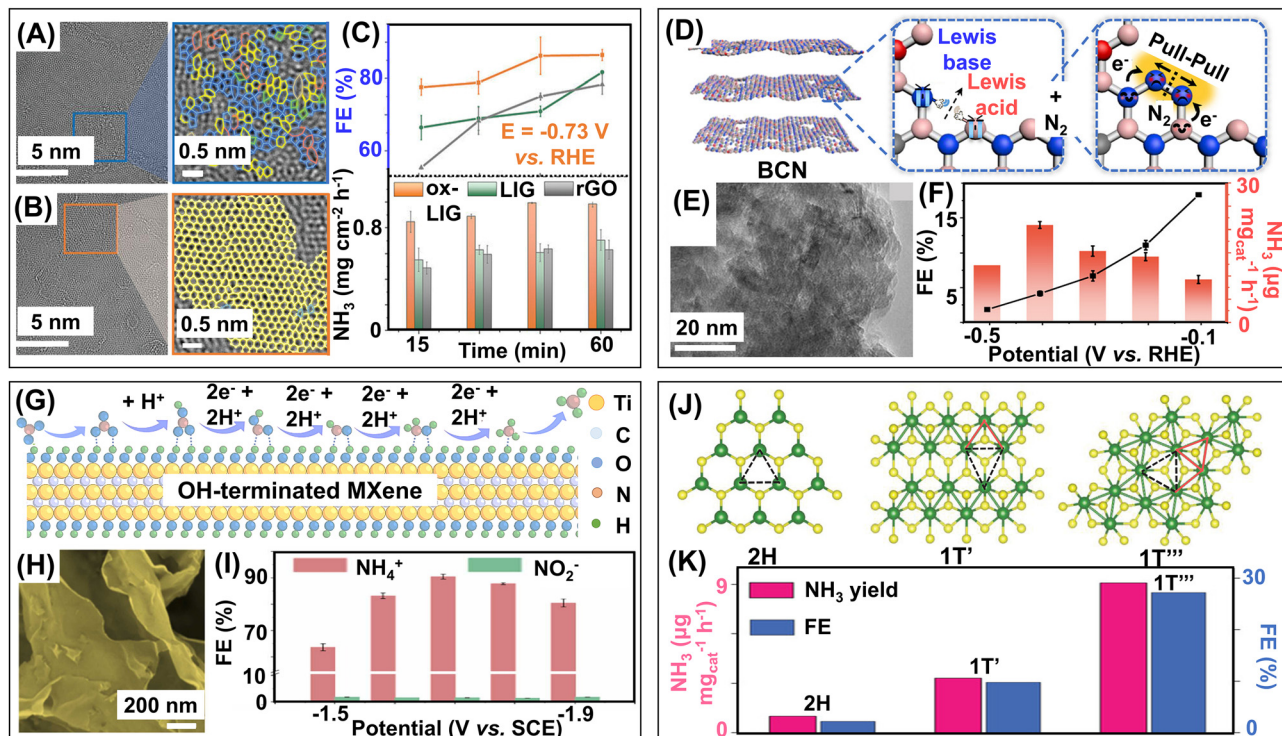 (A)
5 nm
0.5 nm
(B)
5 nm
0.5 nm
(C)
FE (%)
80
60
E = -0.73 V
vs. RHE
ox-LIG
LIG
rGO
NH₃ (mg cm⁻² h⁻¹)
0.8
0
15
60
Time (min)
(D)
BCN
Lewis
base
Lewis
acid
+
N₂
Pull-Pull
e⁻
N₂
e⁻
(E)
20 nm
(F)
FE (%)
15
5
30
0
NH₃ (µg
mg_cat⁻¹ h⁻¹)
-0.5
-0.1
Potential (V vs. RHE)
(G)
+ H⁺
2e⁻ +
2H⁺
2e⁻ +
2H⁺
2e⁻ +
2H⁺
2e⁻ +
2H⁺
Ti
C
O
N
H
OH-terminated MXene
(H)
200 nm
(I)
NH₄⁺
NO₂⁻
FE (%)
90
70
10
0
-1.5
-1.9
Potential (V vs. SCE)
(J)
2H
1T'
1T'''
(K)
NH₃ yield
FE
2H
1T'
1T'''
NH₃ (µg
mg_cat⁻¹ h⁻¹)
9
0
30
0
FE (%)